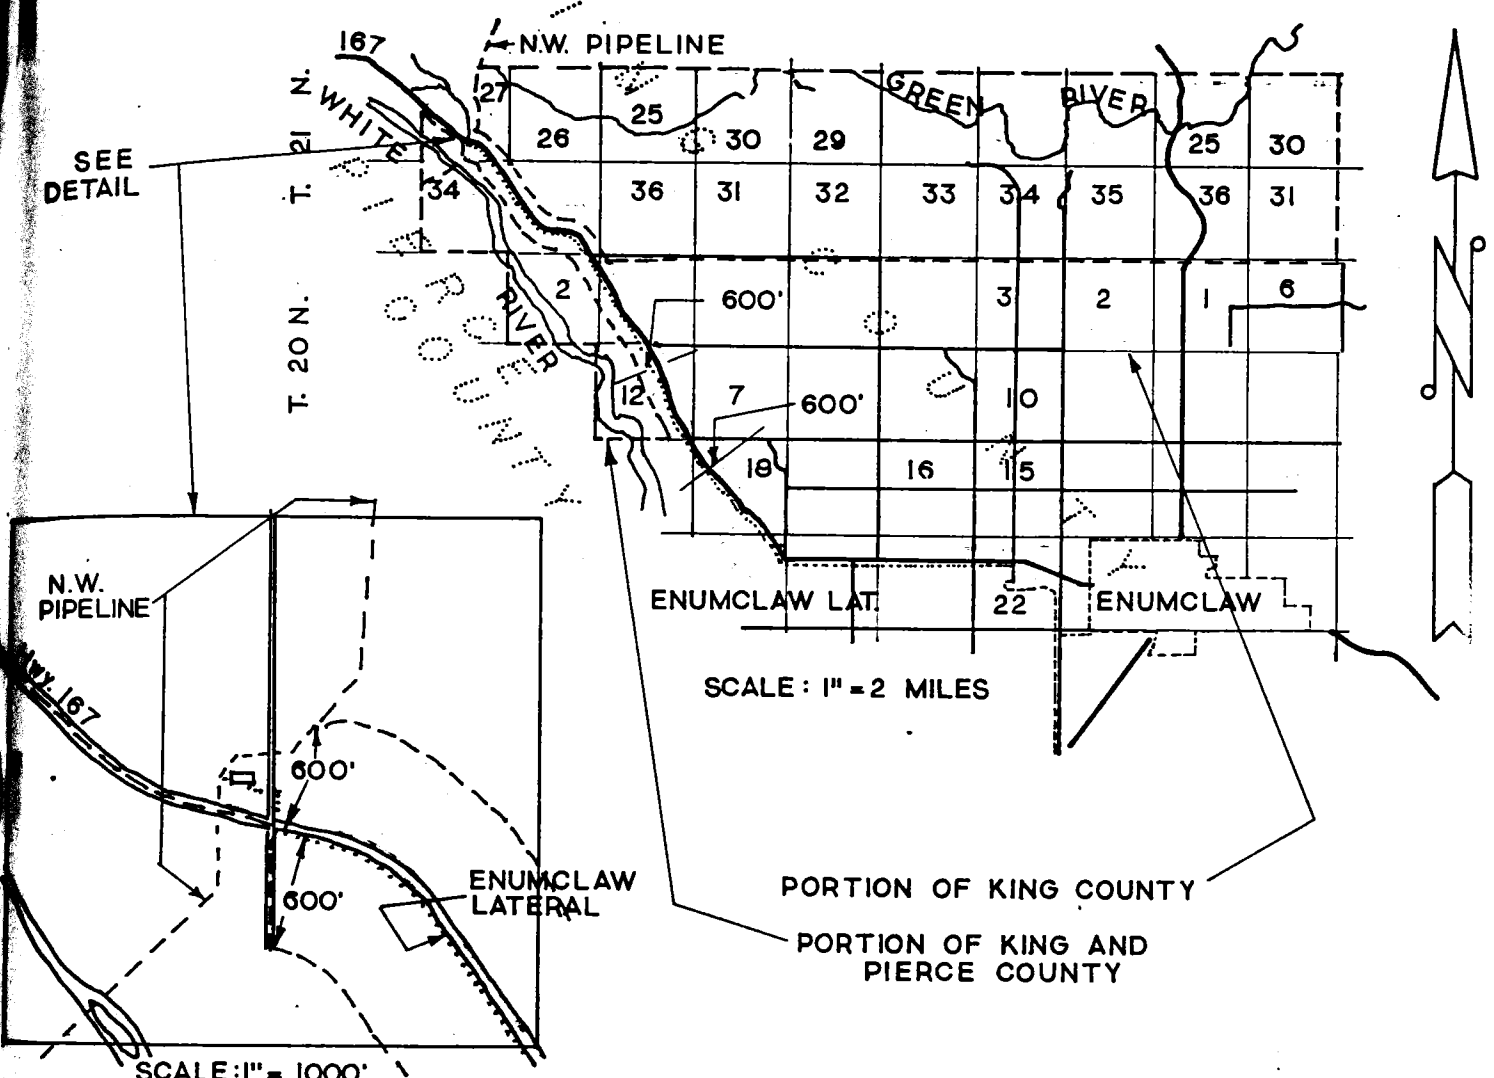 167
N.W. PIPELINE
T. 21 N.
WHITE
RIVER
GREEN RIVER
27
26
25
30
29
25
30
SEE
DETAIL
34
36
31
32
33
34
35
36
31
PIERCE
COUNTY
KING COUNTY
T. 20 N.
2
600'
3
2
1
6
12
7
600'
10
18
16
15
ENUMCLAW LAT.
22
ENUMCLAW
SCALE: 1" = 2 MILES
N.W.
PIPELINE
HWY. 167
600'
600'
ENUMCLAW
LATERAL
SCALE: 1" = 1000'
PORTION OF KING COUNTY
PORTION OF KING AND
PIERCE COUNTY